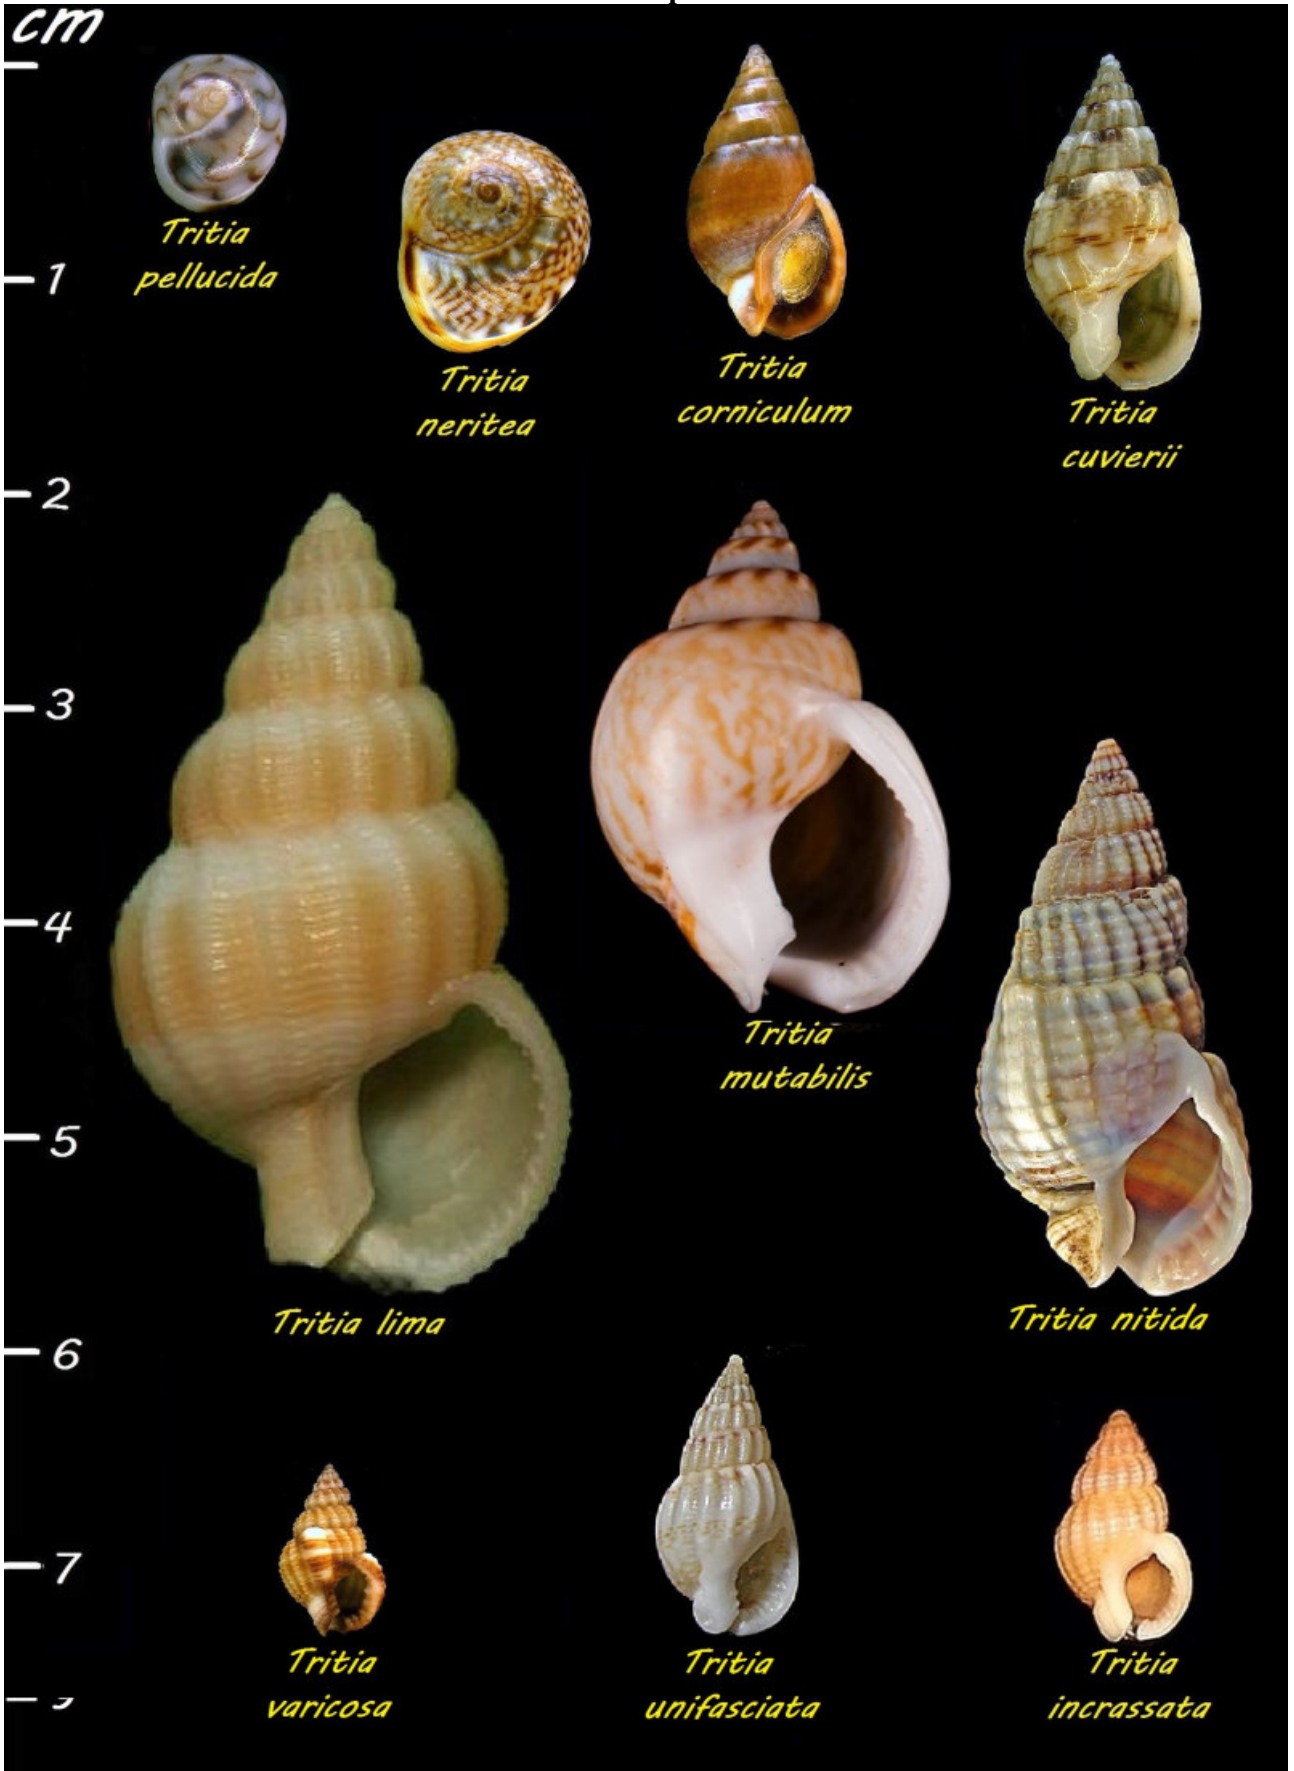 cm
Tritia
pellucida
1
Tritia
neritea
Tritia
corniculum
Tritia
cuvierii
2
3
4
5
Tritia
mutabilis
Tritia lima
Tritia nitida
6
7
Tritia
varicosa
Tritia
unifasciata
Tritia
incrassata